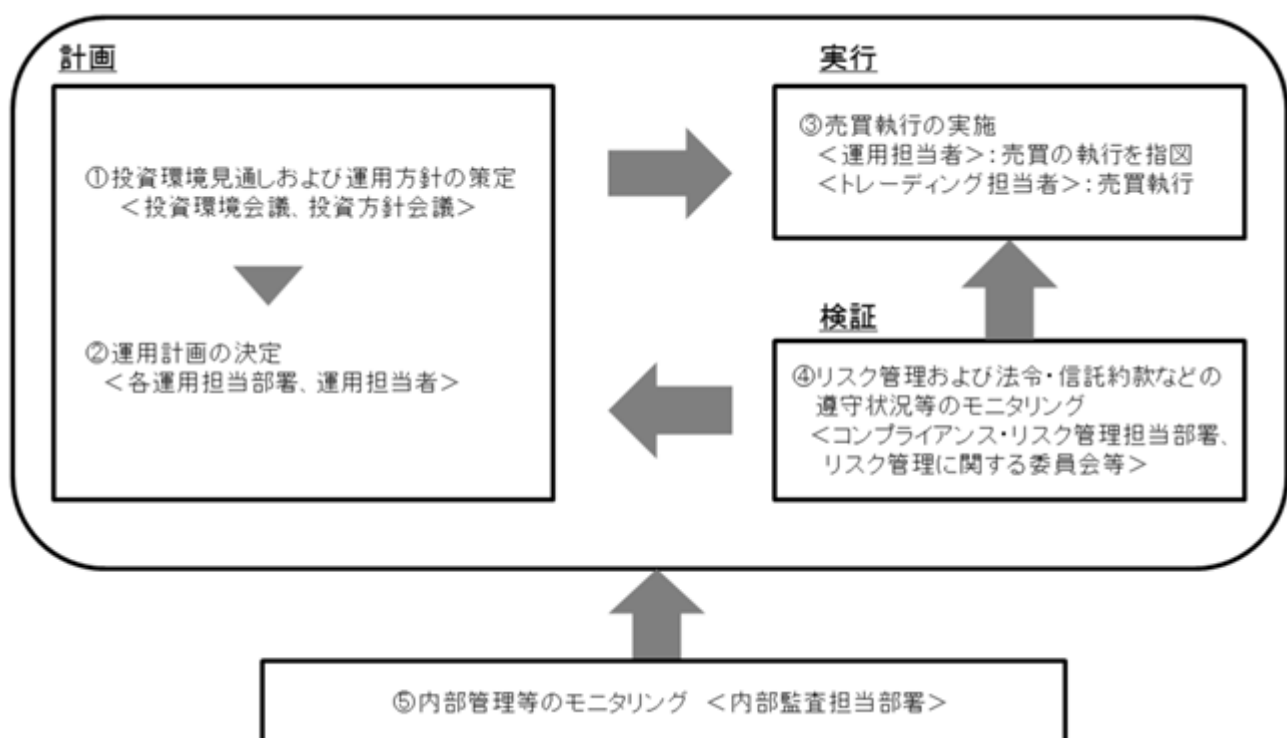 計画
①投資環境見通しおよび運用方針の策定
＜投資環境会議、投資方針会議＞
②運用計画の決定
＜各運用担当部署、運用担当者＞
実行
③売買執行の実施
＜運用担当者＞：売買の執行を指図
＜トレーディング担当者＞：売買執行
検証
④リスク管理および法令・信託約款などの
遵守状況等のモニタリング
＜コンプライアンス・リスク管理担当部署、
リスク管理に関する委員会等＞
⑤内部管理等のモニタリング ＜内部監査担当部署＞